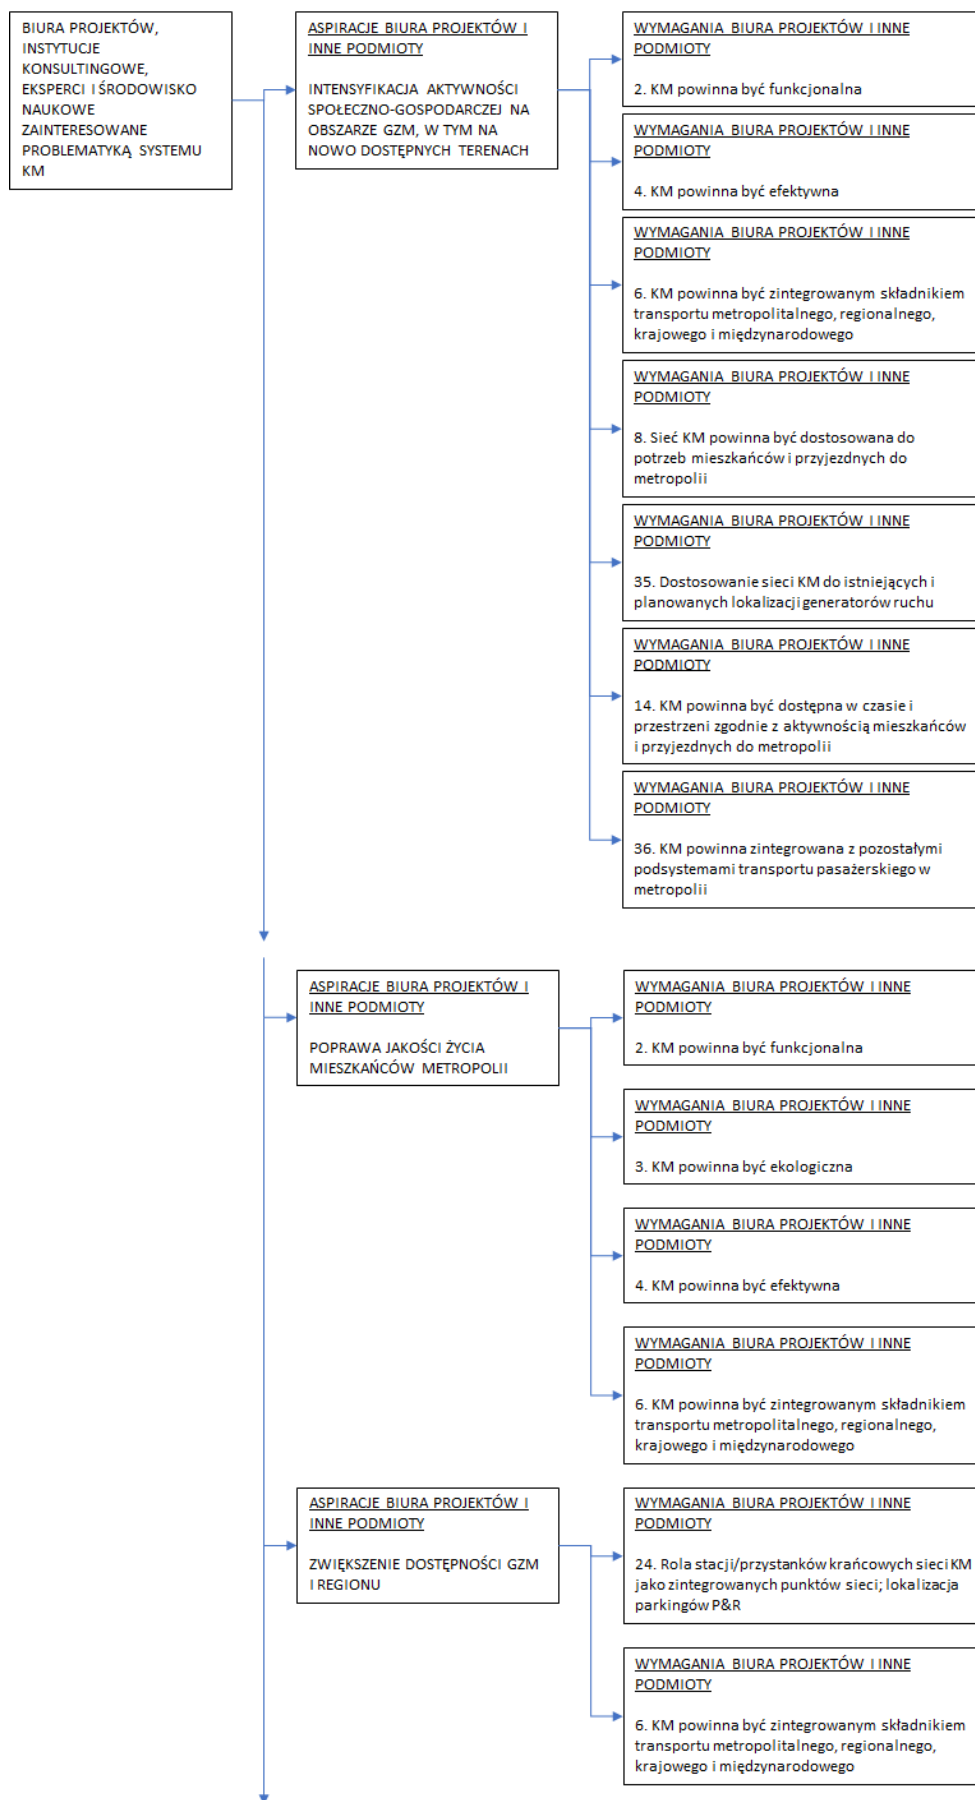 BIURA PROJEKTÓW,
INSTYTUCJE
KONSULTINGOWE,
EKSPERCI I ŚRODOWISKO
NAUKOWE
ZAINTERESOWANE
PROBLEMATYKĄ SYSTEMU
KM
ASPIRACJE BIURA PROJEKTÓW I
INNE PODMIOTY
INTENSYFIKACJA AKTYWNOŚCI
SPOŁECZNO-GOSPODARCZEJ NA
OBSZARZE GZM, W TYM NA
NOWO DOSTĘPNYCH TERENACH
WYMAGANIA BIURA PROJEKTÓW I INNE
PODMIOTY
2. KM powinna być funkcjonalna
WYMAGANIA BIURA PROJEKTÓW I INNE
PODMIOTY
4. KM powinna być efektywna
WYMAGANIA BIURA PROJEKTÓW I INNE
PODMIOTY
6. KM powinna być zintegrowanym składnikiem
transportu metropolitalnego, regionalnego,
krajowego i międzynarodowego
WYMAGANIA BIURA PROJEKTÓW I INNE
PODMIOTY
8. Sieć KM powinna być dostosowana do
potrzeb mieszkańców i przyjezdnych do
metropolii
WYMAGANIA BIURA PROJEKTÓW I INNE
PODMIOTY
35. Dostosowanie sieci KM do istniejących i
planowanych lokalizacji generatorów ruchu
WYMAGANIA BIURA PROJEKTÓW I INNE
PODMIOTY
14. KM powinna być dostępna w czasie i
przestrzeni zgodnie z aktywnością mieszkańców
i przyjezdnych do metropolii
WYMAGANIA BIURA PROJEKTÓW I INNE
PODMIOTY
36. KM powinna zintegrowana z pozostałymi
podsystemami transportu pasażerskiego w
metropolii
ASPIRACJE BIURA PROJEKTÓW I
INNE PODMIOTY
POPRAWA JAKOŚCI ŻYCIA
MIESZKAŃCÓW METROPOLII
WYMAGANIA BIURA PROJEKTÓW I INNE
PODMIOTY
2. KM powinna być funkcjonalna
WYMAGANIA BIURA PROJEKTÓW I INNE
PODMIOTY
3. KM powinna być ekologiczna
WYMAGANIA BIURA PROJEKTÓW I INNE
PODMIOTY
4. KM powinna być efektywna
WYMAGANIA BIURA PROJEKTÓW I INNE
PODMIOTY
6. KM powinna być zintegrowanym składnikiem
transportu metropolitalnego, regionalnego,
krajowego i międzynarodowego
ASPIRACJE BIURA PROJEKTÓW I
INNE PODMIOTY
ZWIĘKSZENIE DOSTĘPNOŚCI GZM
I REGIONU
WYMAGANIA BIURA PROJEKTÓW I INNE
PODMIOTY
24. Rola stacji/przystanków krańcowych sieci KM
jako zintegrowanych punktów sieci; lokalizacja
parkingów P&R
WYMAGANIA BIURA PROJEKTÓW I INNE
PODMIOTY
6. KM powinna być zintegrowanym składnikiem
transportu metropolitalnego, regionalnego,
krajowego i międzynarodowego